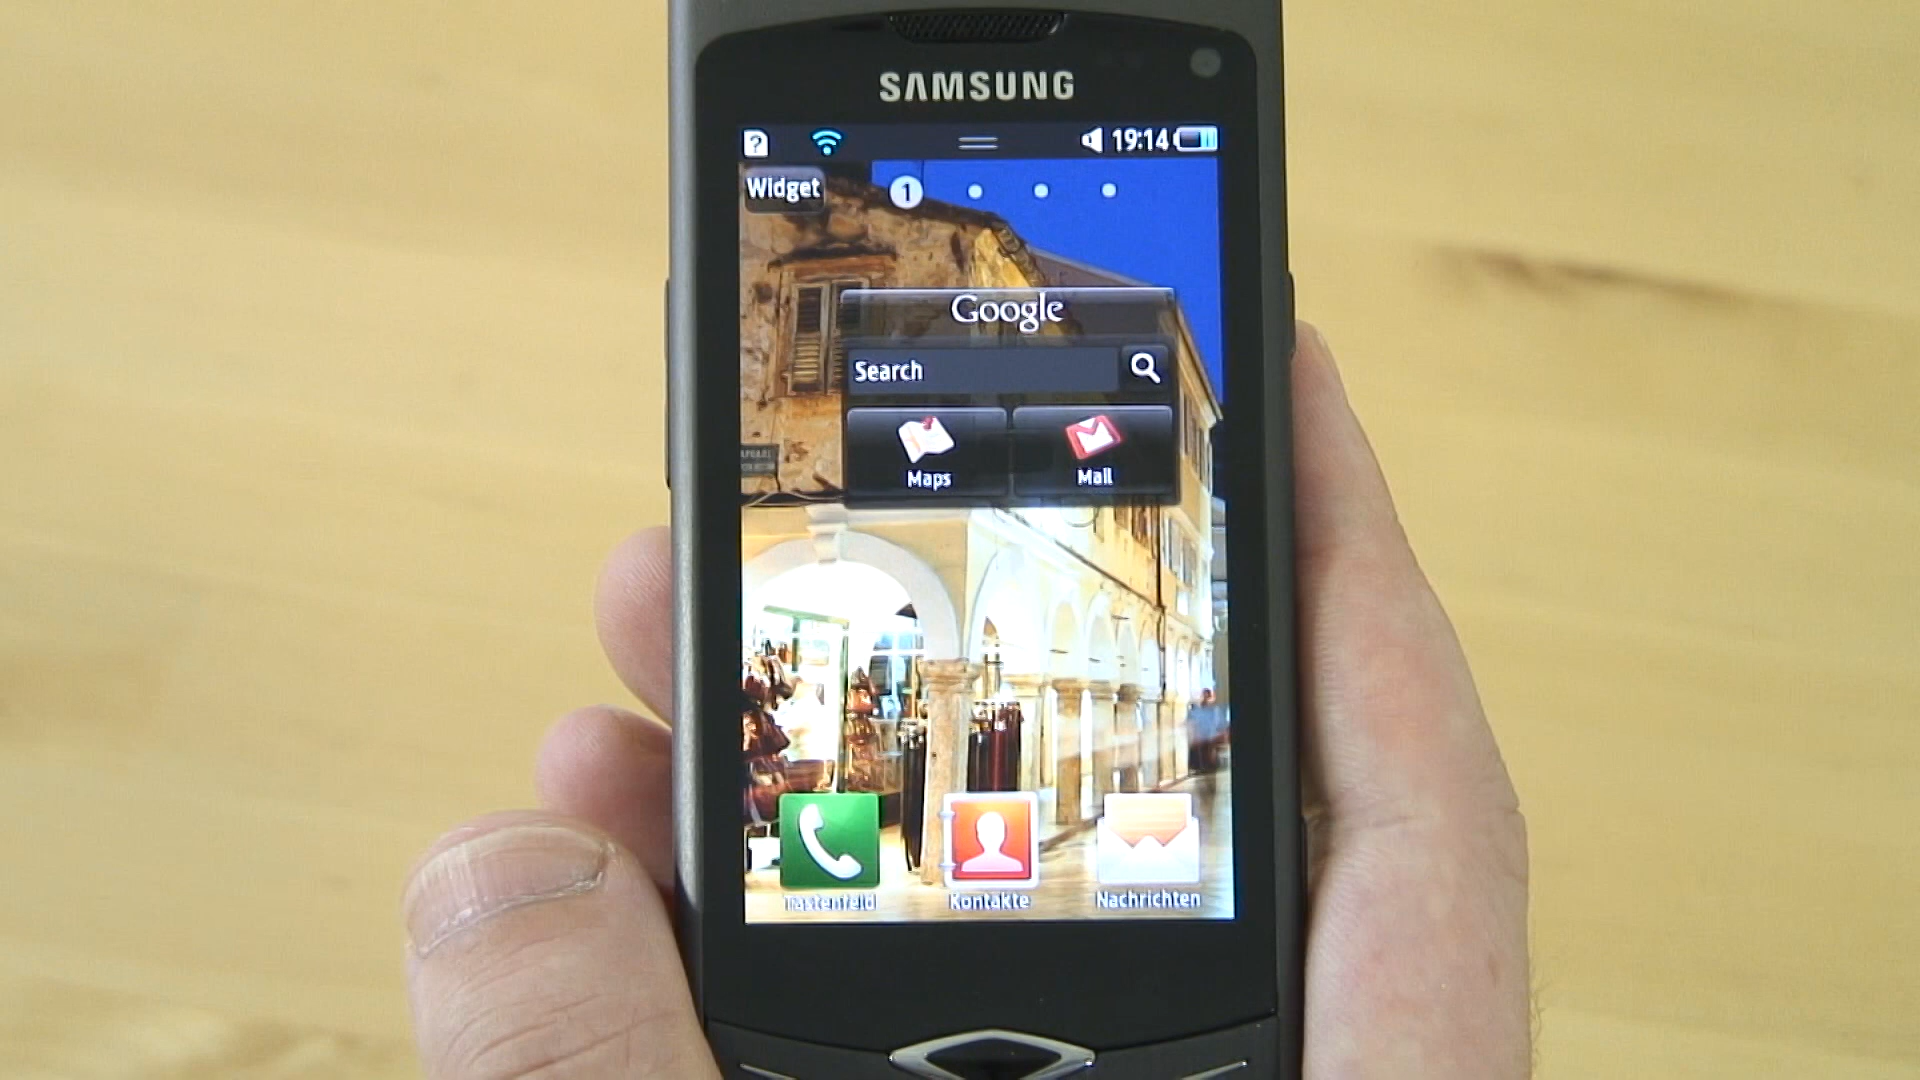 SAMSUNG
? 19:14
Widget 1
Google
Search
Maps Mail
Tastenfeld Kontakte Nachrichten